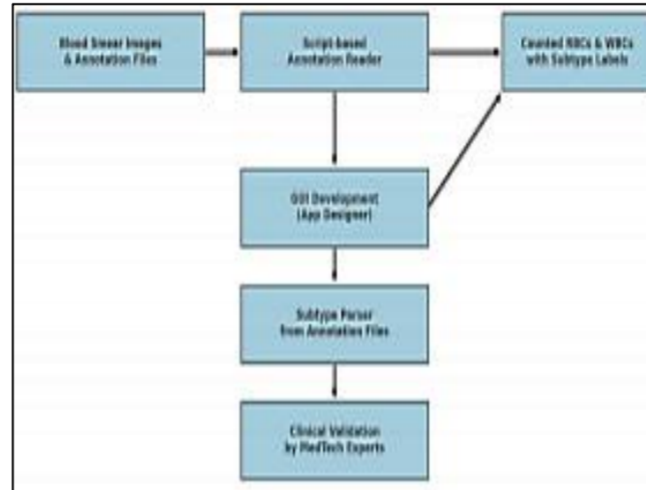 Blood Smear Images
& Annotation Files
Script-based
Annotation Reader
Counted RBCs & WBCs
with Subtype Labels
GUI Development
(App Designer)
Subtype Parser
from Annotation Files
Clinical Validation
by MedTech Experts